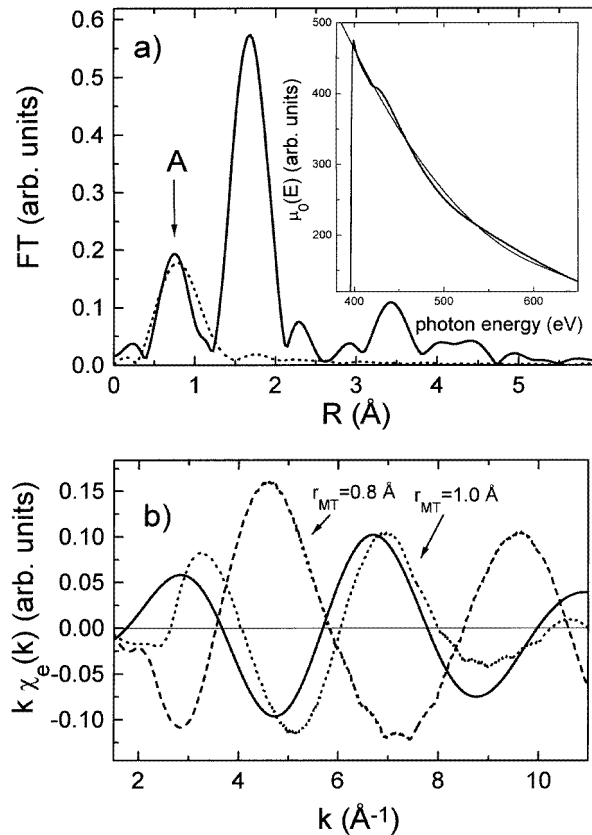 a)
A
FT (arb. units)
0.6
0.5
0.4
0.3
0.2
0.1
0.0
0 1 2 3 4 5
R (Å)
μ₀(E) (arb. units)
500
400
300
200
400 500 600
photon energy (eV)
b)
r_MT=0.8 Å
r_MT=1.0 Å
k χ_e(k) (arb. units)
0.15
0.10
0.05
0.00
-0.05
-0.10
2 4 6 8 10
k (Å⁻¹)